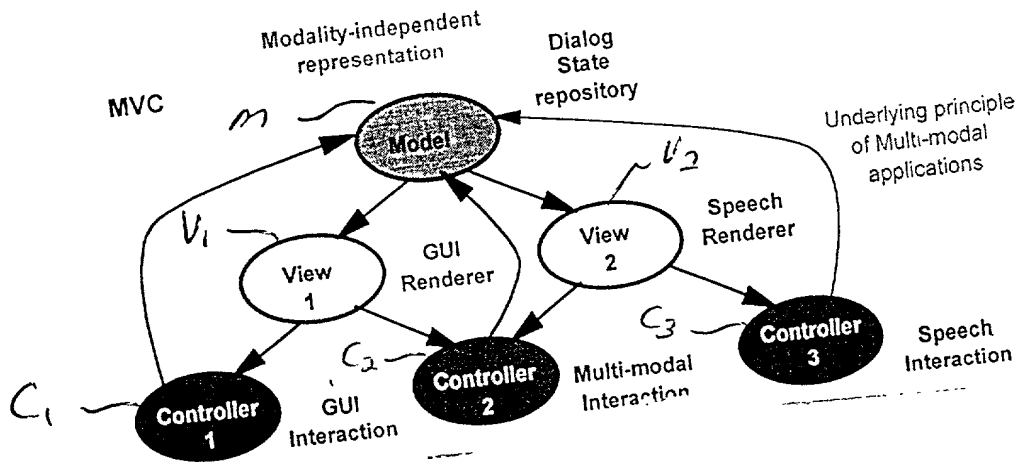 Modality-independent
representation
Dialog
State
repository
MVC
m
Model
Underlying principle
of Multi-modal
applications
V2
V1
View
1
GUI
Renderer
View
2
Speech
Renderer
C3
C2
Controller
3
Speech
Interaction
C1
Controller
1
GUI
Interaction
Controller
2
Multi-modal
Interaction